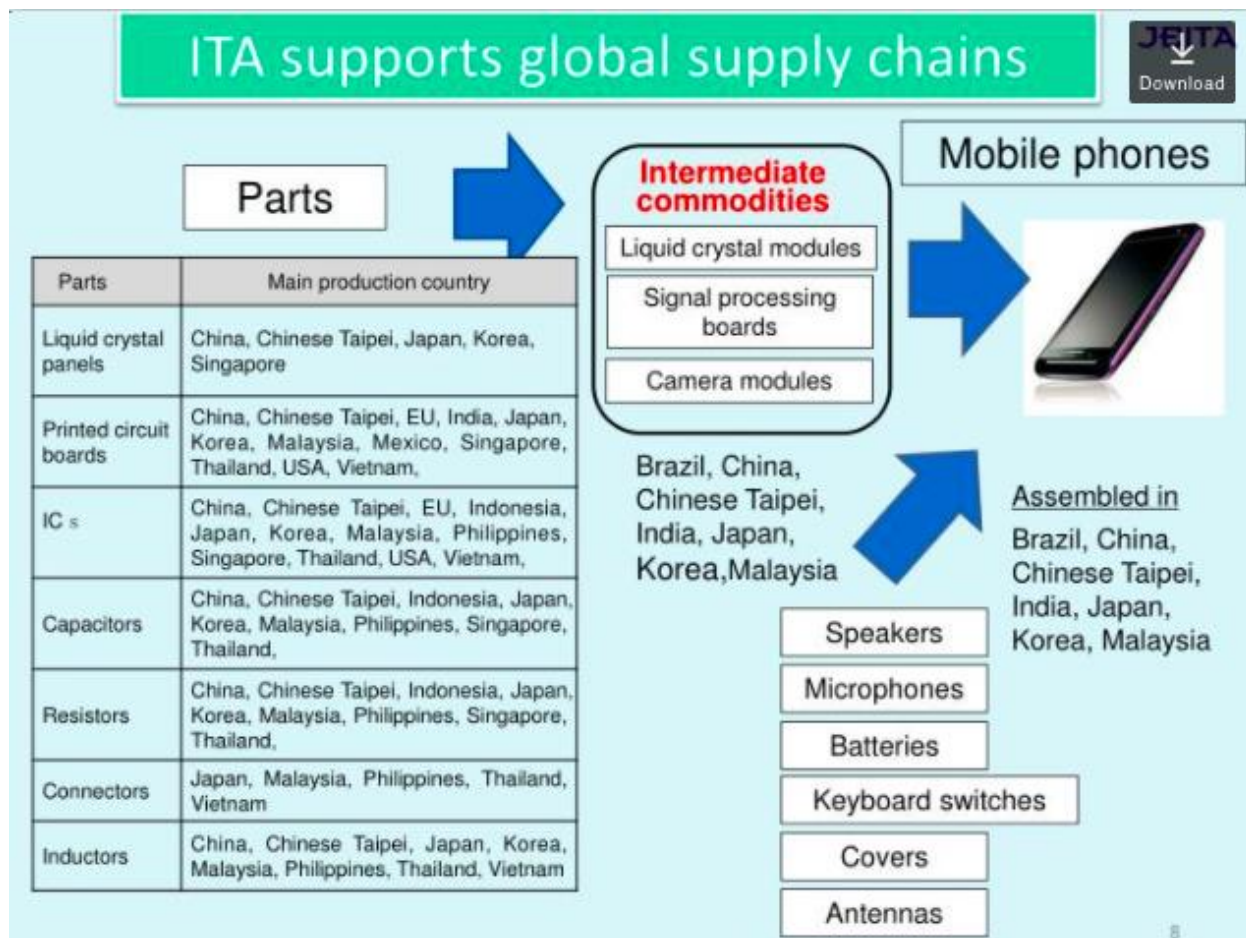 ITA supports global supply chains
JEITA
Download
Parts
Intermediate
commodities
Liquid crystal modules
Signal processing
boards
Camera modules
Mobile phones
Parts Main production country
Liquid crystal
panels
China, Chinese Taipei, Japan, Korea,
Singapore
Printed circuit
boards
China, Chinese Taipei, EU, India, Japan,
Korea, Malaysia, Mexico, Singapore,
Thailand, USA, Vietnam,
IC s
China, Chinese Taipei, EU, Indonesia,
Japan, Korea, Malaysia, Philippines,
Singapore, Thailand, USA, Vietnam,
Capacitors
China, Chinese Taipei, Indonesia, Japan,
Korea, Malaysia, Philippines, Singapore,
Thailand,
Resistors
China, Chinese Taipei, Indonesia, Japan,
Korea, Malaysia, Philippines, Singapore,
Thailand,
Connectors
Japan, Malaysia, Philippines, Thailand,
Vietnam
Inductors
China, Chinese Taipei, Japan, Korea,
Malaysia, Philippines, Thailand, Vietnam
Brazil, China,
Chinese Taipei,
India, Japan,
Korea,Malaysia
Assembled in
Brazil, China,
Chinese Taipei,
India, Japan,
Korea, Malaysia
Speakers
Microphones
Batteries
Keyboard switches
Covers
Antennas